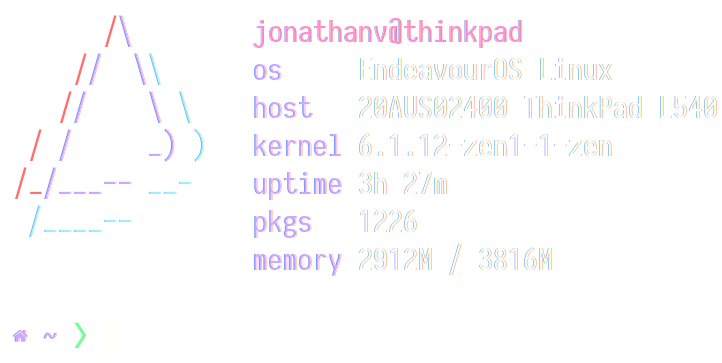 jonathanv@thinkpad
os EndeavourOS Linux
host 20AUS02400 ThinkPad L540
kernel 6.1.12-zen1-1-zen
uptime 3h 27m
pkgs 1226
memory 2912M / 3816M
~ ❯